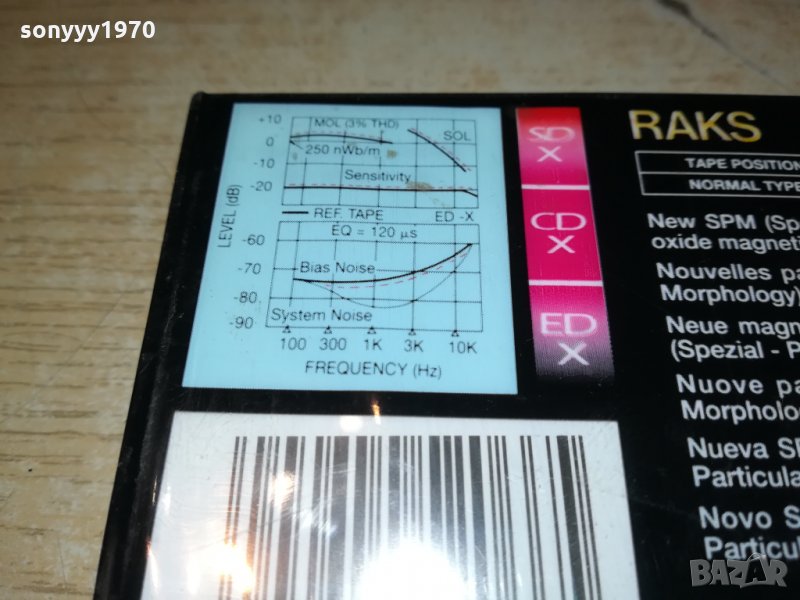 sonyyy1970
+10
0
-10
-20
-60
-70
-80
-90
LEVEL (dB)
MOL (3% THD)
SOL
250 nWb/m
Sensitivity
REF. TAPE ED -X
EQ = 120 µs
Bias Noise
System Noise
100 300 1K 3K 10K
FREQUENCY (Hz)
SD
X
CD
X
ED
X
RAKS
TAPE POSITION
NORMAL TYPE
New SPM (Sp
oxide magneti
Nouvelles pa
Morphology)
Neue magn
(Spezial - P
Nuove pa
Morpholo
Nueva S
Particula
Novo S
Particu
BAZAR